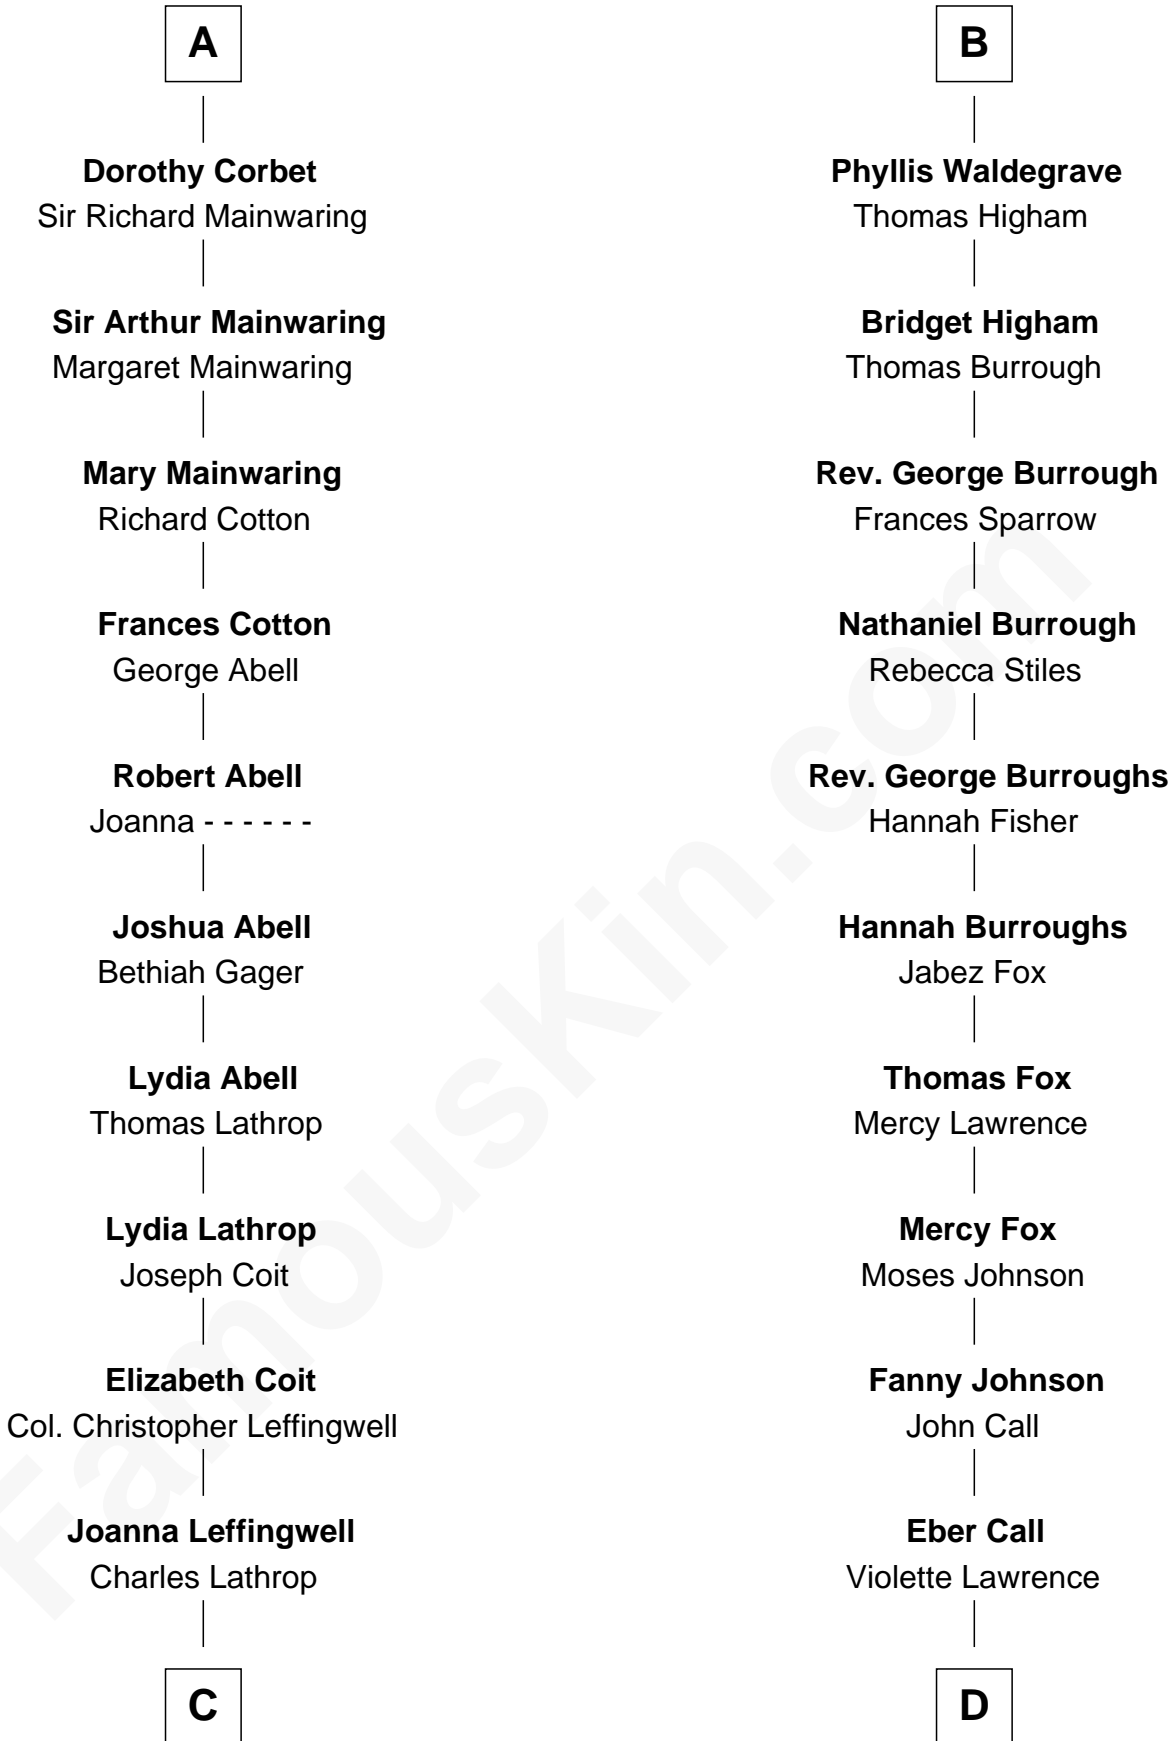 A
Dorothy Corbet
Sir Richard Mainwaring
Sir Arthur Mainwaring
Margaret Mainwaring
Mary Mainwaring
Richard Cotton
Frances Cotton
George Abell
Robert Abell
Joanna - - - - - -
Joshua Abell
Bethiah Gager
Lydia Abell
Thomas Lathrop
Lydia Lathrop
Joseph Coit
Elizabeth Coit
Col. Christopher Leffingwell
Joanna Leffingwell
Charles Lathrop
C
B
Phyllis Waldegrave
Thomas Higham
Bridget Higham
Thomas Burrough
Rev. George Burrough
Frances Sparrow
Nathaniel Burrough
Rebecca Stiles
Rev. George Burroughs
Hannah Fisher
Hannah Burroughs
Jabez Fox
Thomas Fox
Mercy Lawrence
Mercy Fox
Moses Johnson
Fanny Johnson
John Call
Eber Call
Violette Lawrence
D
FamousKin.com